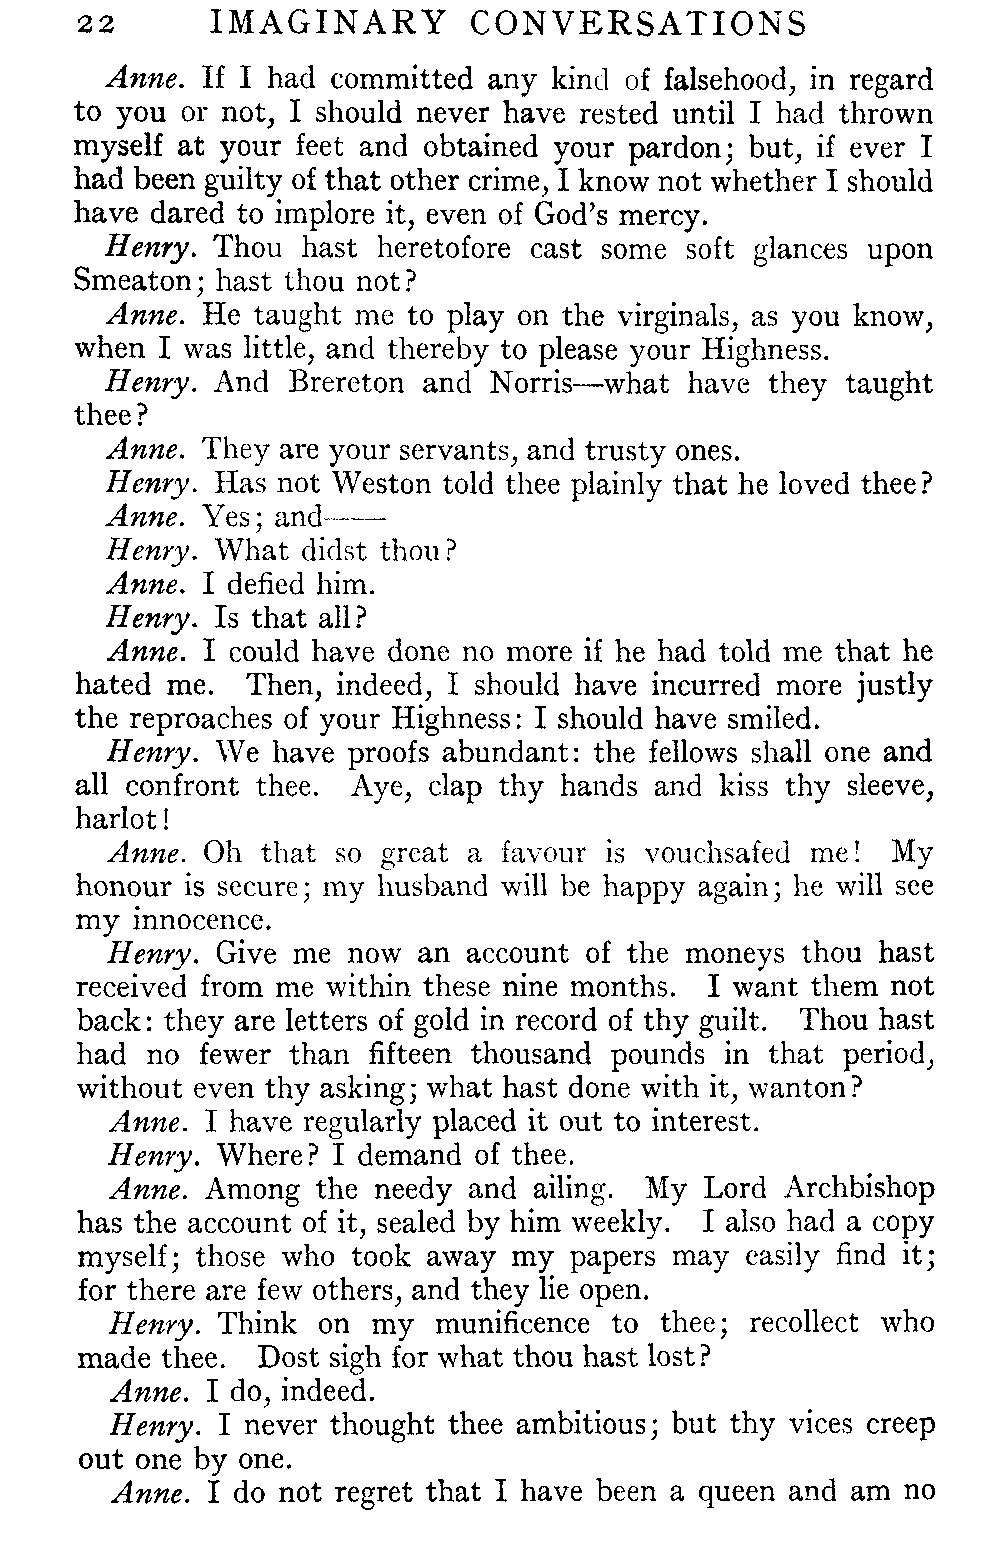 22 IMAGINARY CONVERSATIONS
Anne. If I had committed any kind of falsehood, in regard
to you or not, I should never have rested until I had thrown
myself at your feet and obtained your pardon; but, if ever I
had been guilty of that other crime, I know not whether I should
have dared to implore it, even of God's mercy.
Henry. Thou hast heretofore cast some soft glances upon
Smeaton; hast thou not?
Anne. He taught me to play on the virginals, as you know,
when I was little, and thereby to please your Highness.
Henry. And Brereton and Norris—what have they taught
thee?
Anne. They are your servants, and trusty ones.
Henry. Has not Weston told thee plainly that he loved thee?
Anne. Yes; and——
Henry. What didst thou?
Anne. I defied him.
Henry. Is that all?
Anne. I could have done no more if he had told me that he
hated me. Then, indeed, I should have incurred more justly
the reproaches of your Highness: I should have smiled.
Henry. We have proofs abundant: the fellows shall one and
all confront thee. Aye, clap thy hands and kiss thy sleeve,
harlot!
Anne. Oh that so great a favour is vouchsafed me! My
honour is secure; my husband will be happy again; he will see
my innocence.
Henry. Give me now an account of the moneys thou hast
received from me within these nine months. I want them not
back: they are letters of gold in record of thy guilt. Thou hast
had no fewer than fifteen thousand pounds in that period,
without even thy asking; what hast done with it, wanton?
Anne. I have regularly placed it out to interest.
Henry. Where? I demand of thee.
Anne. Among the needy and ailing. My Lord Archbishop
has the account of it, sealed by him weekly. I also had a copy
myself; those who took away my papers may easily find it;
for there are few others, and they lie open.
Henry. Think on my munificence to thee; recollect who
made thee. Dost sigh for what thou hast lost?
Anne. I do, indeed.
Henry. I never thought thee ambitious; but thy vices creep
out one by one.
Anne. I do not regret that I have been a queen and am no